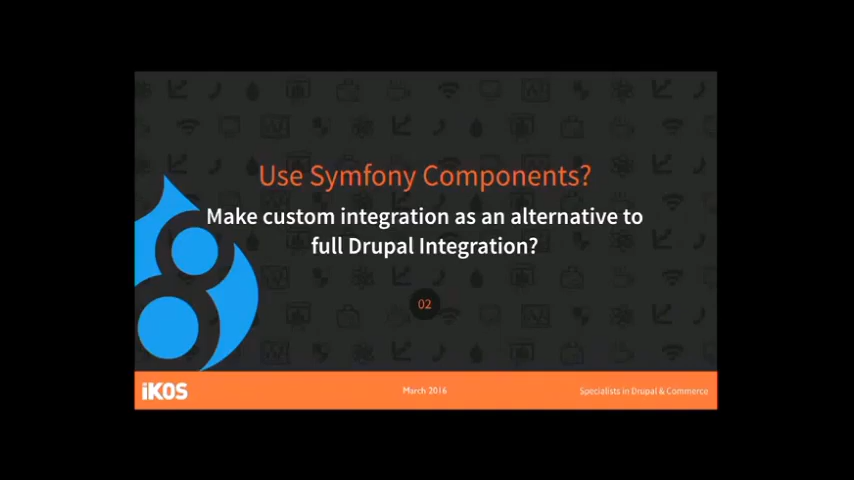 Use Symfony Components?
Make custom integration as an alternative to
full Drupal Integration?
02
iKOS
March 2016
Specialists in Drupal & Commerce